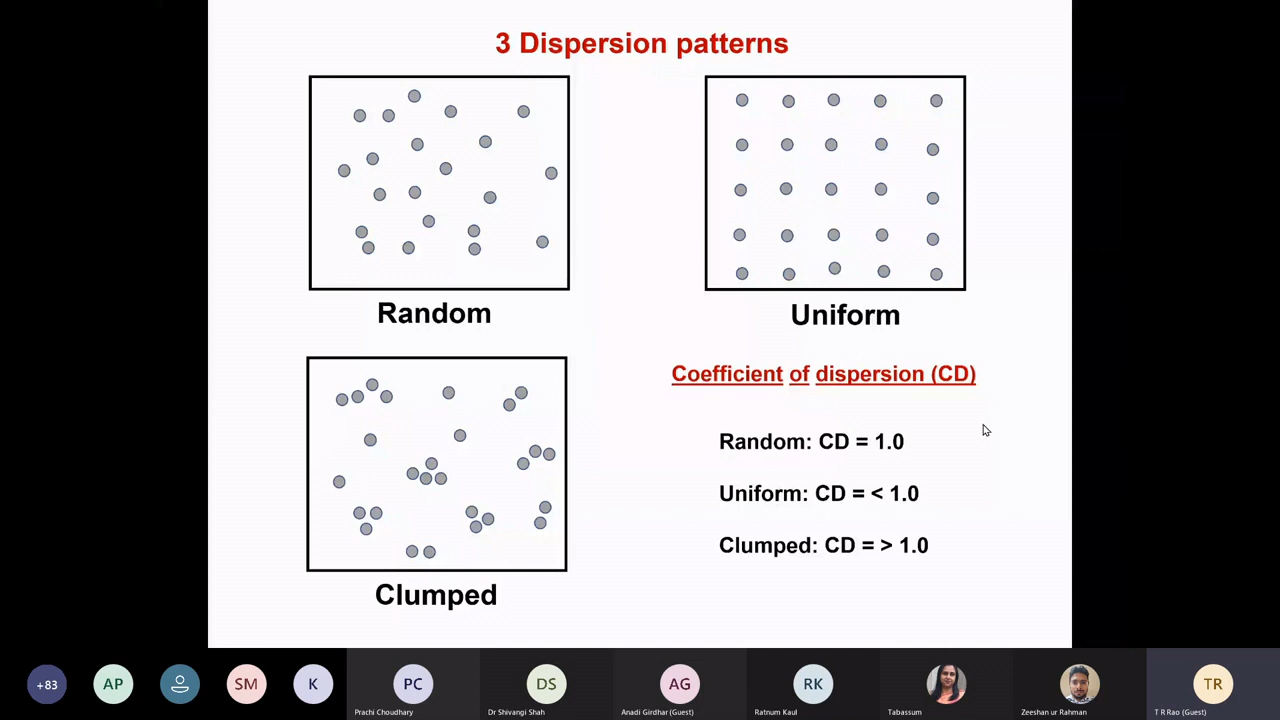 3 Dispersion patterns
Random
Uniform
Clumped
Coefficient of dispersion (CD)
Random: CD = 1.0
Uniform: CD = < 1.0
Clumped: CD = > 1.0
+83
AP
SM
K
PC
Prachi Choudhary
DS
Dr Shivangi Shah
AG
Anadi Girdhar (Guest)
RK
Ratnum Kaul
Tabassum
Zeeshan ur Rahman
TR
T R Rao (Guest)